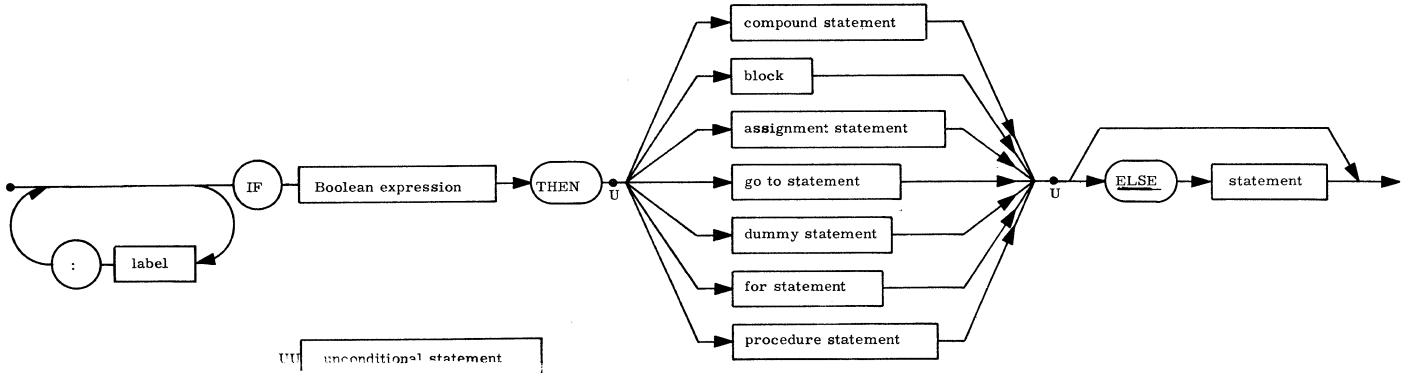 compound statement
block
assignment statement
IF
Boolean expression
THEN
U
go to statement
U
ELSE
statement
:
label
dummy statement
for statement
procedure statement
UU
unconditional statement